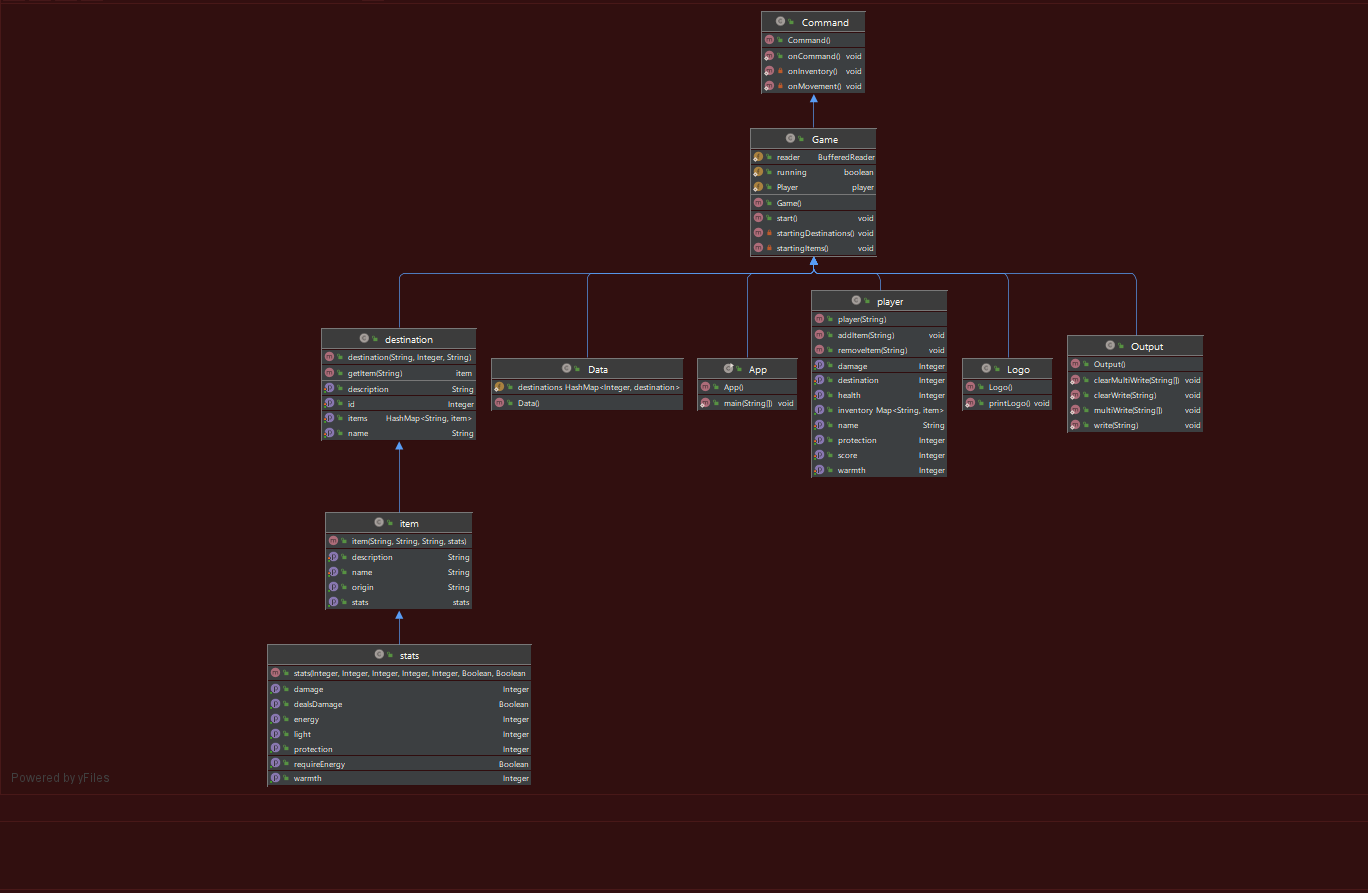 Command
Command()
onCommand() void
onInventory() void
onMovement() void
Game
reader BufferedReader
running boolean
Player player
Game()
start() void
startingDestinations() void
startingItems() void
destination
destination(String, Integer, String)
getItem(String) item
description String
id Integer
items HashMap<String, item>
name String
Data
destinations HashMap<Integer, destination>
Data()
App
App()
main(String[]) void
player
player(String)
addItem(String) void
removeItem(String) void
damage Integer
destination Integer
health Integer
inventory Map<String, item>
name String
protection Integer
score Integer
warmth Integer
Logo
Logo()
printLogo() void
Output
Output()
clearMultiWrite(String[]) void
clearWrite(String) void
multiWrite(String[]) void
write(String) void
item
item(String, String, String, stats)
description String
name String
origin String
stats stats
stats
stats(Integer, Integer, Integer, Integer, Integer, Boolean, Boolean
damage Integer
dealsDamage Boolean
energy Integer
light Integer
protection Integer
requireEnergy Boolean
warmth Integer
Powered by yFiles